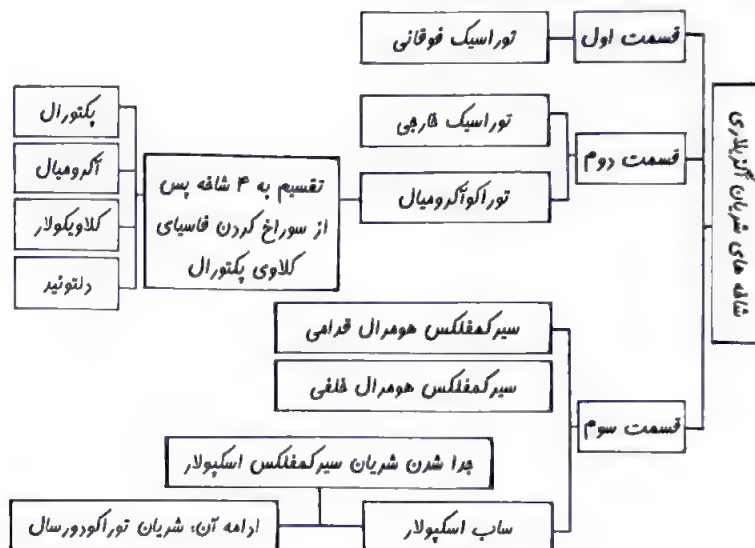 شاخه های شریان آگزیلاری
قسمت اول
توراسیک فوقانی
قسمت دوم
توراسیک خارجی
توراکوآکرومیال
تقسیم به ۴ شاخه پس
از سوراخ کردن فاسیای
کلاوی پکتورال
پکتورال
آکرومیال
کلاویکولار
دلتوئید
قسمت سوم
سیرکمفلکس هومرال قدامی
سیرکمفلکس هومرال خلفی
ساب اسکپولار
جدا شدن شریان سیرکمفلکس اسکپولار
ادامه آن: شریان توراکودورسال